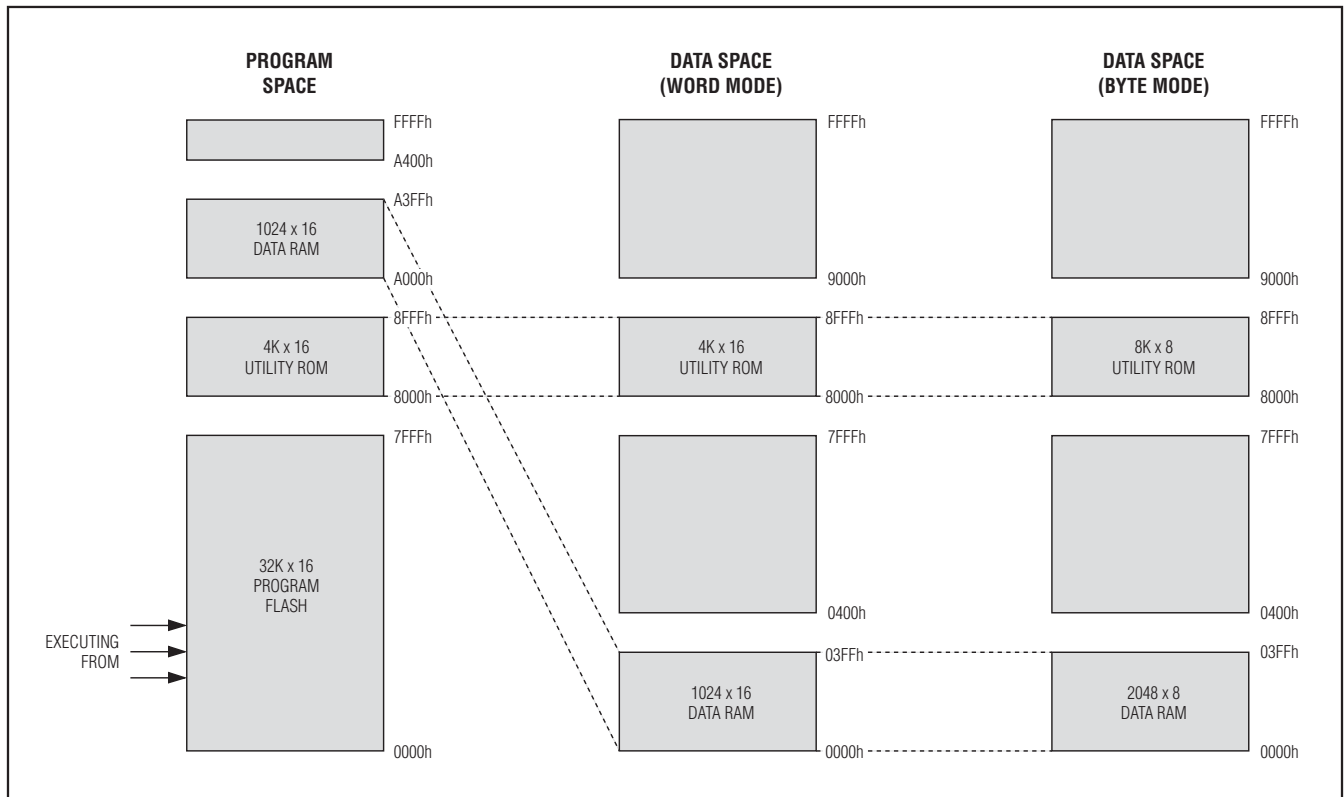 PROGRAM
SPACE
FFFFh
A400h
A3FFh
1024 x 16
DATA RAM
A000h
8FFFh
4K x 16
UTILITY ROM
8000h
7FFFh
32K x 16
PROGRAM
FLASH
EXECUTING
FROM
0000h
DATA SPACE
(WORD MODE)
FFFFh
9000h
8FFFh
4K x 16
UTILITY ROM
8000h
7FFFh
0400h
03FFh
1024 x 16
DATA RAM
0000h
DATA SPACE
(BYTE MODE)
FFFFh
9000h
8FFFh
8K x 8
UTILITY ROM
8000h
7FFFh
0400h
03FFh
2048 x 8
DATA RAM
0000h